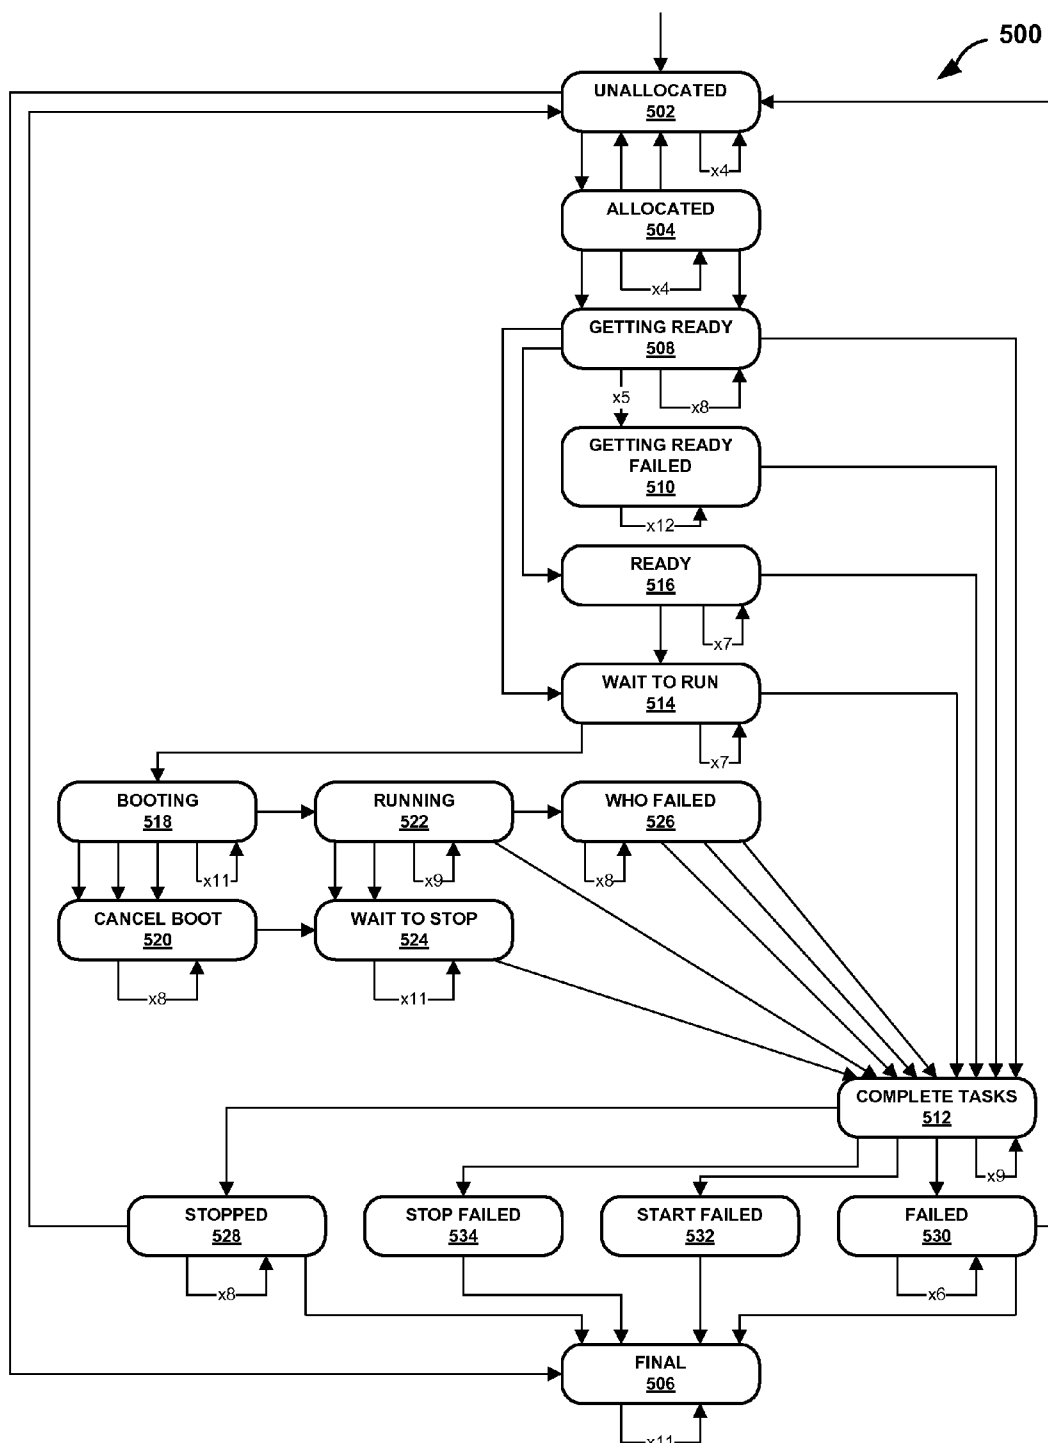 500
UNALLOCATED
502
x4
ALLOCATED
504
x4
GETTING READY
508
x5
x8
GETTING READY
FAILED
510
x12
READY
516
x7
WAIT TO RUN
514
x7
BOOTING
518
x11
RUNNING
522
x9
WHO FAILED
526
x8
CANCEL BOOT
520
x8
WAIT TO STOP
524
x11
COMPLETE TASKS
512
x9
STOPPED
528
x8
STOP FAILED
534
START FAILED
532
FAILED
530
x6
FINAL
506
x11